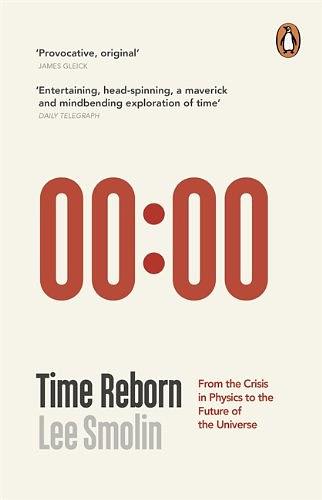 ‘Provocative, original’
JAMES GLEICK
‘Entertaining, head-spinning, a maverick
and mindbending exploration of time’
DAILY TELEGRAPH
00:00
Time Reborn
Lee Smolin
From the Crisis
in Physics to the
Future of
the Universe